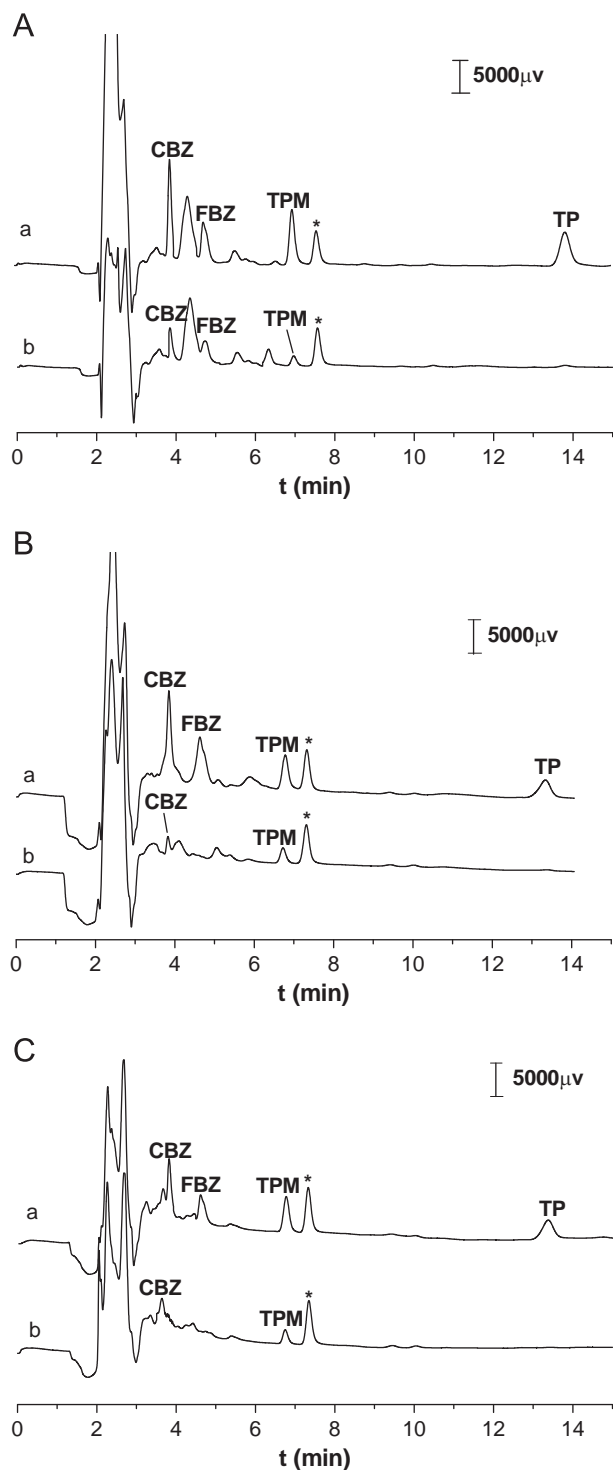 A
5000μv
CBZ
FBZ
TPM
*
TP
a
CBZ
FBZ
TPM
*
b
0 2 4 6 8 10 12 14
t (min)
B
5000μv
CBZ
FBZ
TPM
*
TP
a
CBZ
TPM
*
b
0 2 4 6 8 10 12 14
t (min)
C
5000μv
CBZ
FBZ
TPM
*
TP
a
CBZ
TPM
*
b
0 2 4 6 8 10 12 14
t (min)